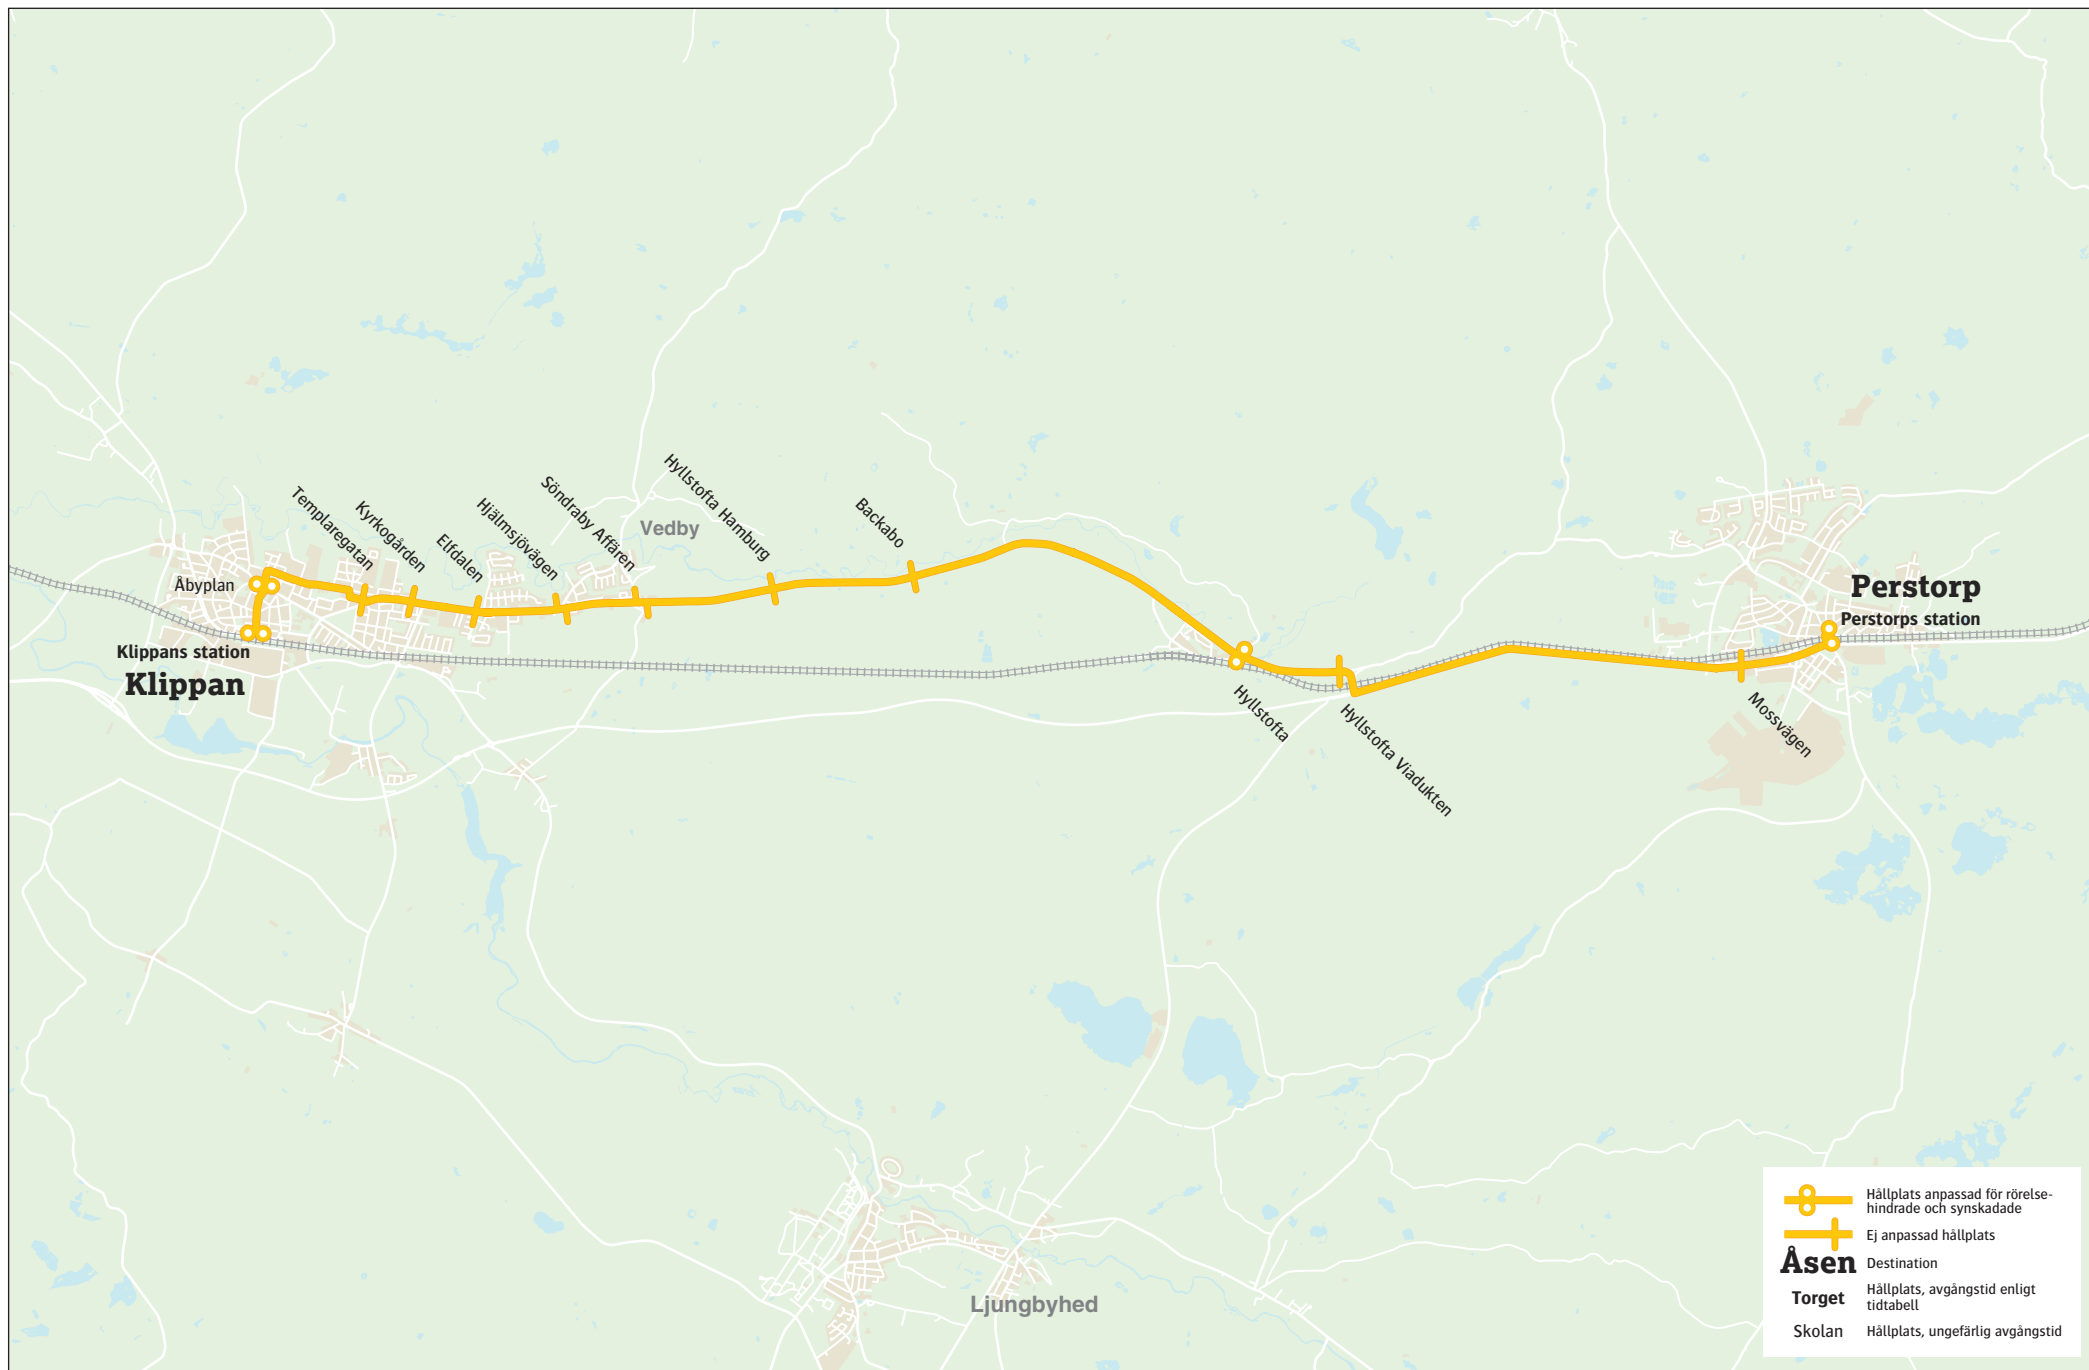 Templaregatan
Kyrkogården
Elfdalen
Hjälmsjövägen
Söndraby Affären
Vedby
Hyllstofta Hamburg
Backabo
Åbyplan
Klippans station
Klippan
Hyllstofta
Hyllstofta Viadukten
Mossvägen
Perstorp
Perstorps station
Ljungbyhed
Hållplats anpassad för rörelse-
hindrade och synskadade
Ej anpassad hållplats
Åsen Destination
Torget Hållplats, avgångstid enligt
tidtabell
Skolan Hållplats, ungefärlig avgångstid